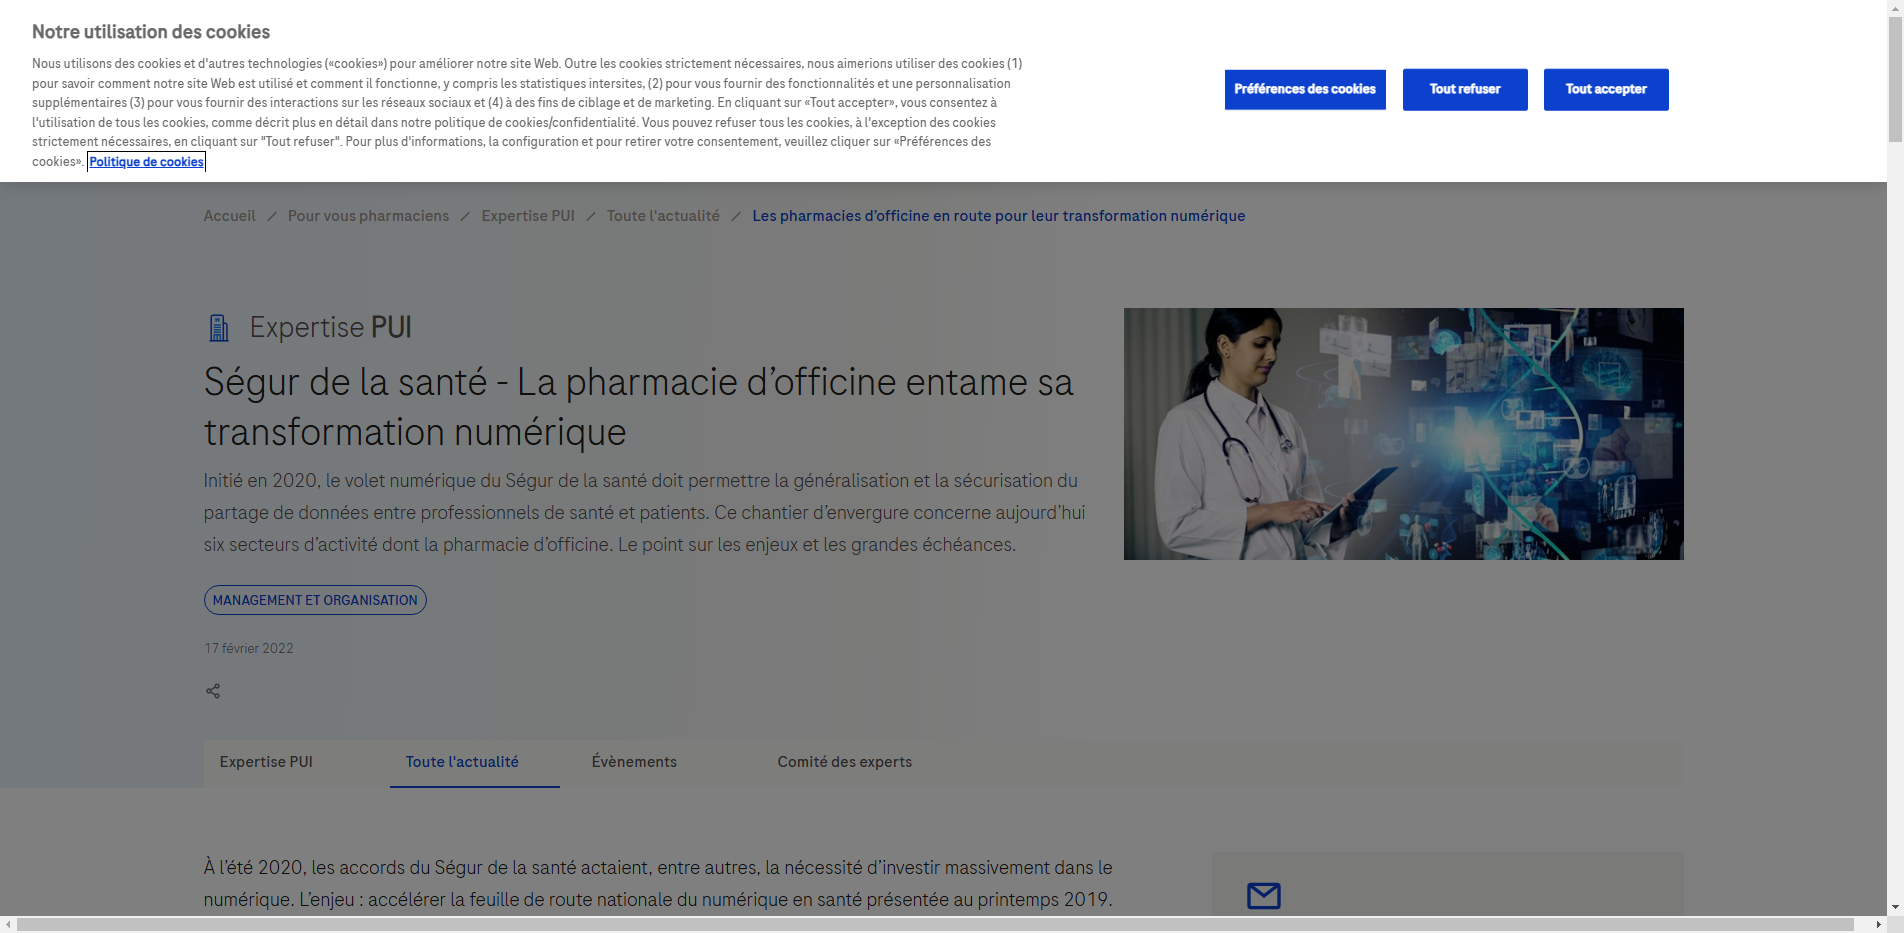 Notre utilisation des cookies
Nous utilisons des cookies et d'autres technologies («cookies») pour améliorer notre site Web. Outre les cookies strictement nécessaires, nous aimerions utiliser des cookies (1)
pour savoir comment notre site Web est utilisé et comment il fonctionne, y compris les statistiques intersites, (2) pour vous fournir des fonctionnalités et une personnalisation
supplémentaires (3) pour vous fournir des interactions sur les réseaux sociaux et (4) à des fins de ciblage et de marketing. En cliquant sur «Tout accepter», vous consentez à
l'utilisation de tous les cookies, comme décrit plus en détail dans notre politique de cookies/confidentialité. Vous pouvez refuser tous les cookies, à l'exception des cookies
strictement nécessaires, en cliquant sur "Tout refuser". Pour plus d'informations, la configuration et pour retirer votre consentement, veuillez cliquer sur «Préférences des
cookies». Politique de cookies
Préférences des cookies
Tout refuser
Tout accepter
Accueil / Pour vous pharmaciens / Expertise PUI / Toute l'actualité / Les pharmacies d’officine en route pour leur transformation numérique
Expertise PUI
Ségur de la santé - La pharmacie d’officine entame sa
transformation numérique
Initié en 2020, le volet numérique du Ségur de la santé doit permettre la généralisation et la sécurisation du
partage de données entre professionnels de santé et patients. Ce chantier d’envergure concerne aujourd’hui
six secteurs d’activité dont la pharmacie d’officine. Le point sur les enjeux et les grandes échéances.
MANAGEMENT ET ORGANISATION
17 février 2022
Expertise PUI
Toute l'actualité
Évènements
Comité des experts
À l’été 2020, les accords du Ségur de la santé actaient, entre autres, la nécessité d’investir massivement dans le
numérique. L’enjeu : accélérer la feuille de route nationale du numérique en santé présentée au printemps 2019.